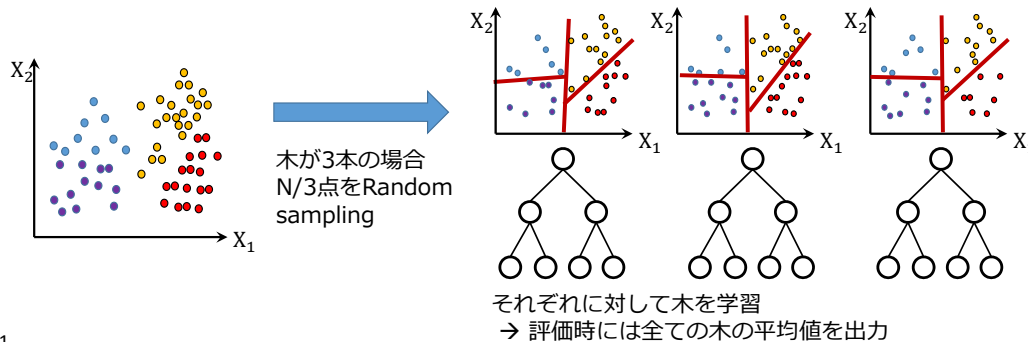 X₂
X₁
木が3本の場合
N/3点をRandom
sampling
X₂
X₁
X₂
X₁
X₂
X
それぞれに対して木を学習
→ 評価時には全ての木の平均値を出力
1